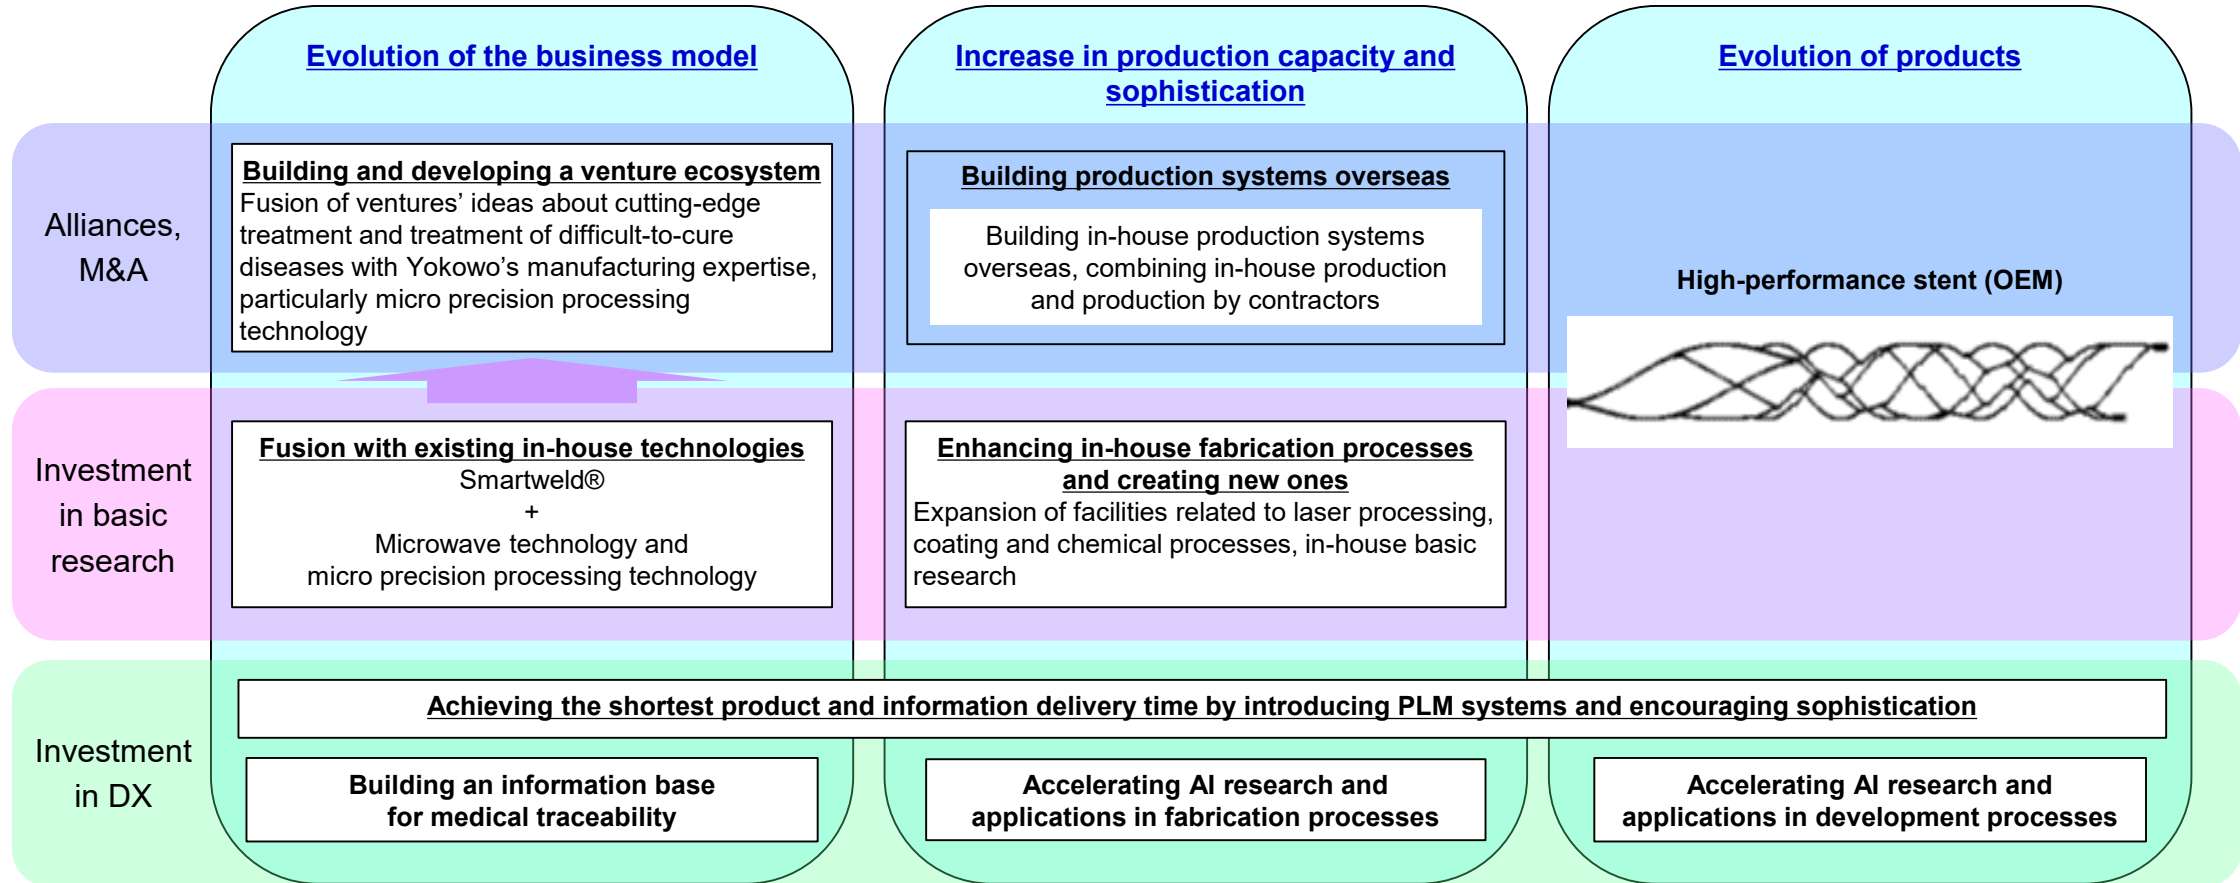 Evolution of the business model
Increase in production capacity and
sophistication
Evolution of products
Alliances,
M&A
Building and developing a venture ecosystem
Fusion of ventures’ ideas about cutting-edge
treatment and treatment of difficult-to-cure
diseases with Yokowo’s manufacturing expertise,
particularly micro precision processing
technology
Building production systems overseas
Building in-house production systems
overseas, combining in-house production
and production by contractors
High-performance stent (OEM)
Investment
in basic
research
Fusion with existing in-house technologies
Smartweld®
+
Microwave technology and
micro precision processing technology
Enhancing in-house fabrication processes
and creating new ones
Expansion of facilities related to laser processing,
coating and chemical processes, in-house basic
research
Investment
in DX
Achieving the shortest product and information delivery time by introducing PLM systems and encouraging sophistication
Building an information base
for medical traceability
Accelerating AI research and
applications in fabrication processes
Accelerating AI research and
applications in development processes